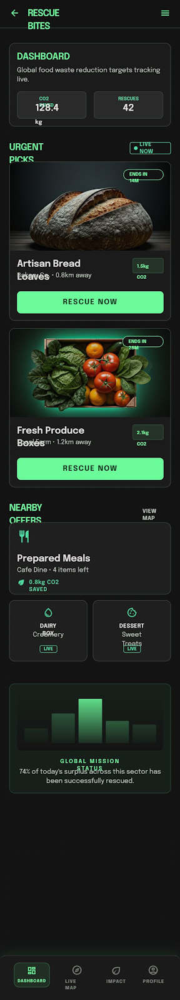 RESCUE
BITES
DASHBOARD
Global food waste reduction targets tracking
live.
CO2
SAVED
128.4
kg
RESCUES
42
URGENT
PICKS
LIVE
NOW
ENDS IN
14M
Artisan Bread
Loaves
Bakery Co. • 0.8km away
1.5kg
CO2
RESCUE NOW
ENDS IN
28M
Fresh Produce
Boxes
Local Farm • 1.2km away
2.1kg
CO2
RESCUE NOW
NEARBY
OFFERS
VIEW
MAP
Prepared Meals
Cafe Dine • 4 items left
0.8kg CO2
SAVED
DAIRY
BOX
Creamery
LIVE
DESSERT
Sweet
Treats
LIVE
GLOBAL MISSION
STATUS
74% of today's surplus across this sector has
been successfully rescued.
DASHBOARD
LIVE
MAP
IMPACT
PROFILE